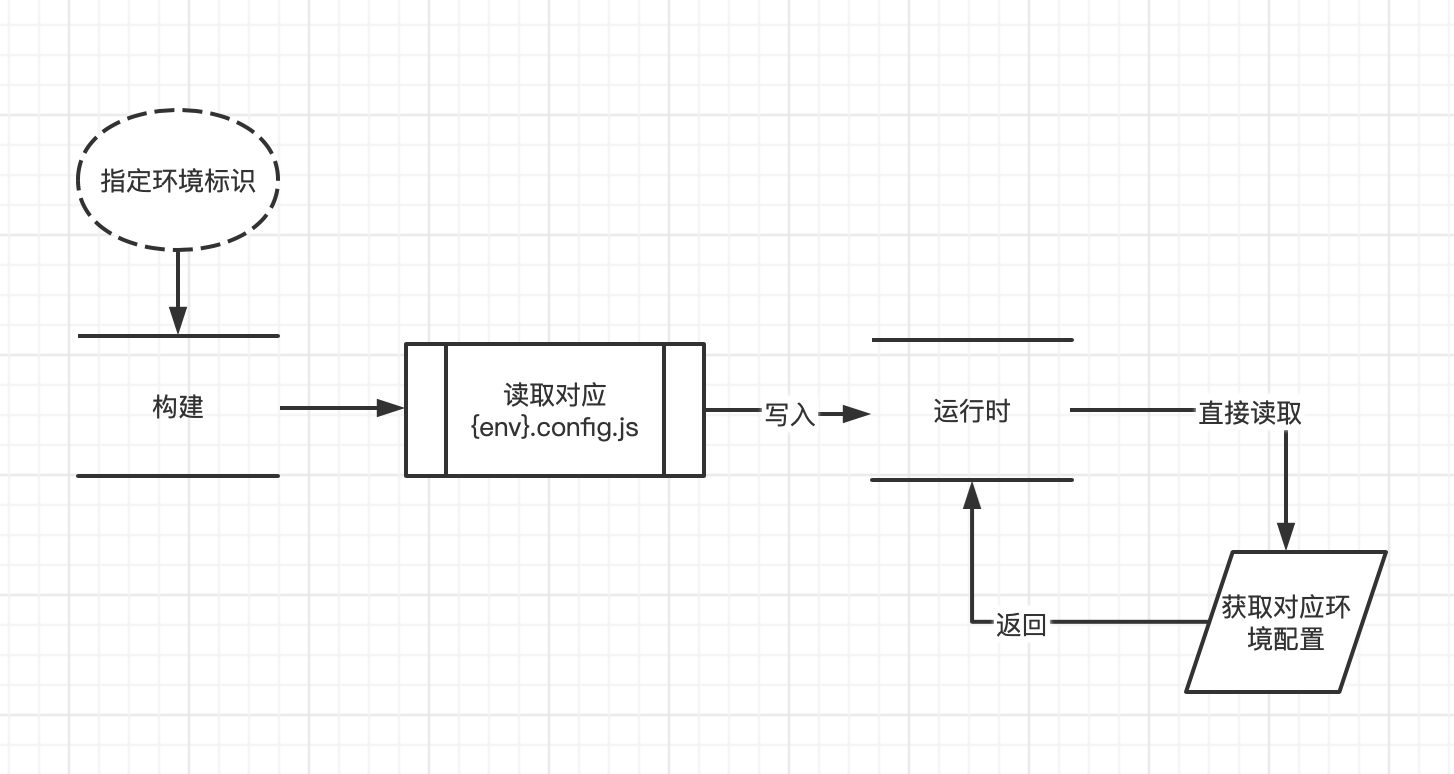 指定环境标识
构建
读取对应
{env}.config.js
写入
运行时
直接读取
获取对应环
境配置
返回